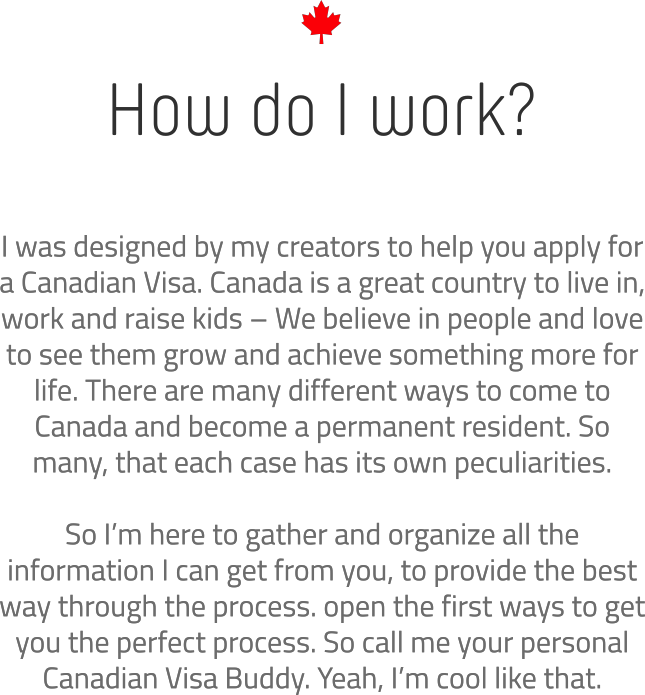 How do I work?
I was designed by my creators to help you apply for
a Canadian Visa. Canada is a great country to live in,
work and raise kids – We believe in people and love
to see them grow and achieve something more for
life. There are many different ways to come to
Canada and become a permanent resident. So
many, that each case has its own peculiarities.
So I’m here to gather and organize all the
information I can get from you, to provide the best
way through the process. open the first ways to get
you the perfect process. So call me your personal
Canadian Visa Buddy. Yeah, I’m cool like that.